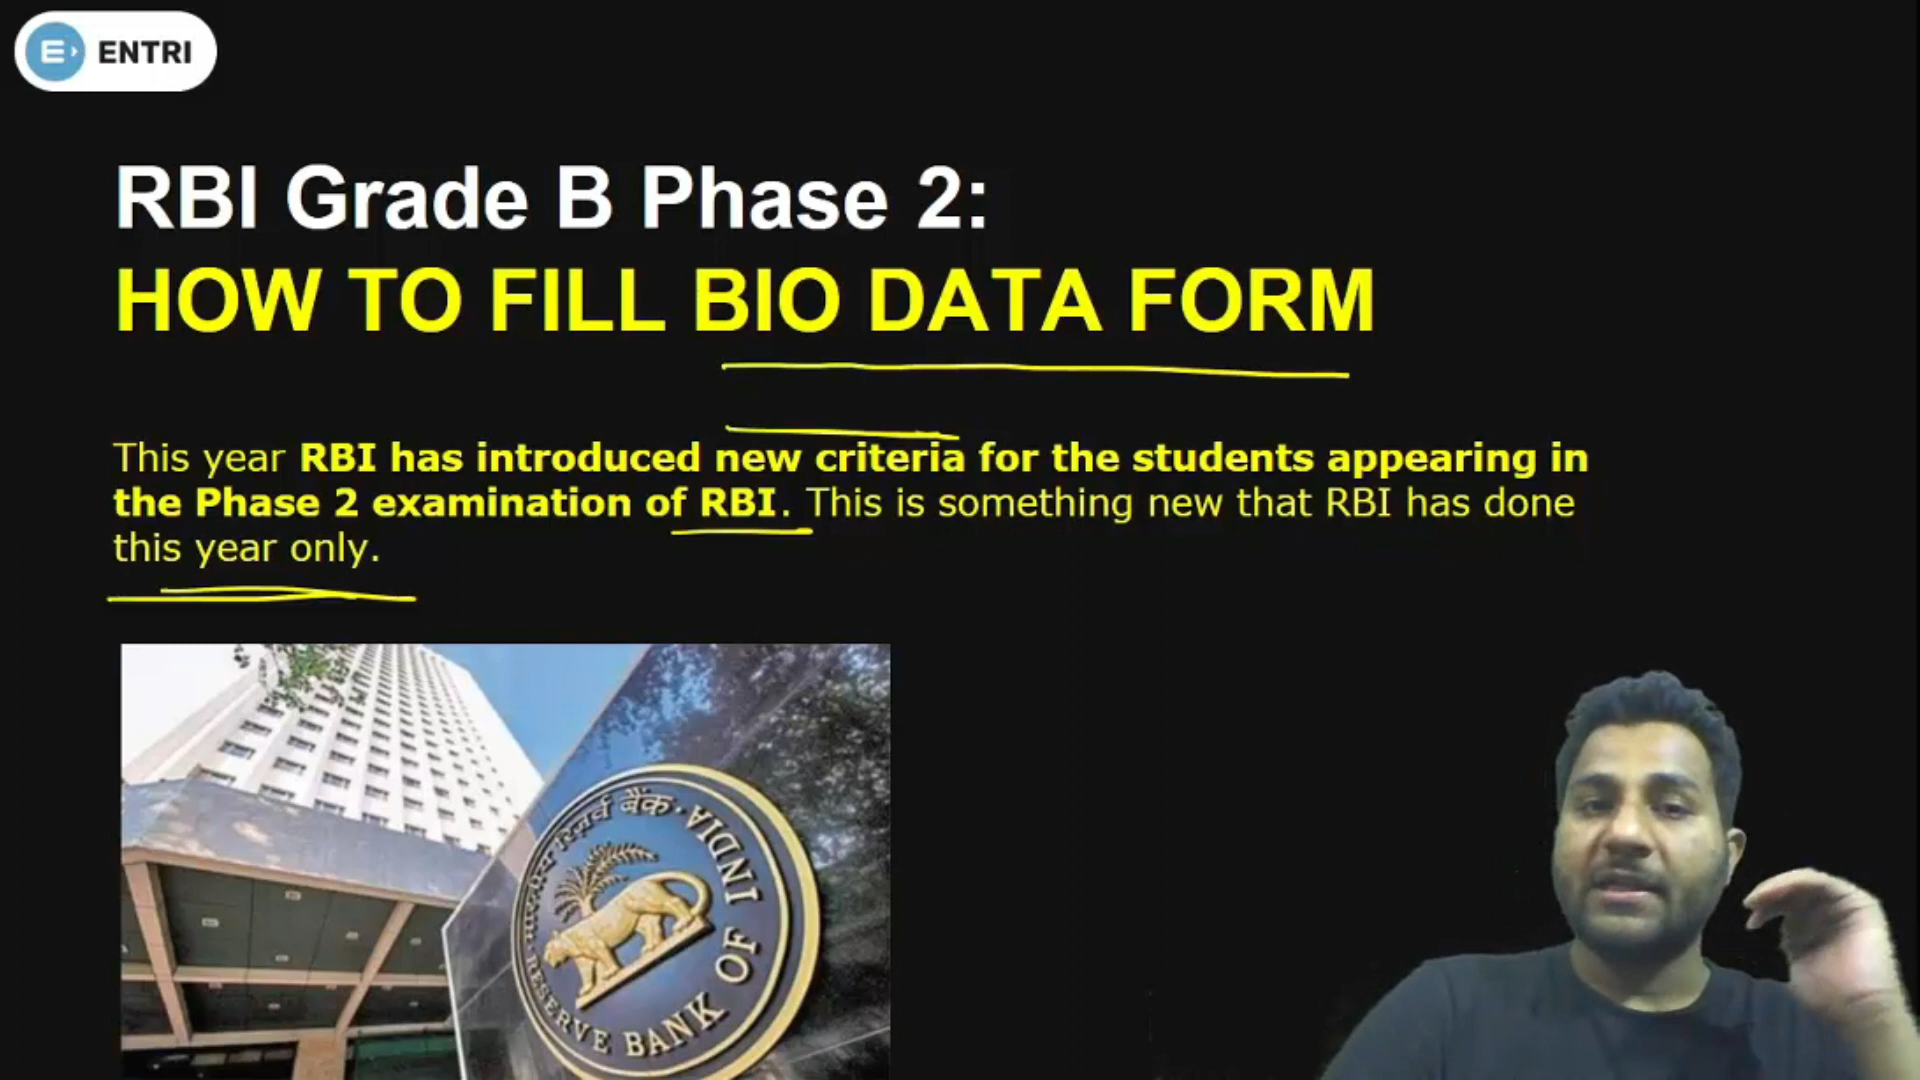 ENTRI
RBI Grade B Phase 2:
HOW TO FILL BIO DATA FORM
This year RBI has introduced new criteria for the students appearing in
the Phase 2 examination of RBI. This is something new that RBI has done
this year only.
भारतीय रिज़र्व बैंक
RESERVE BANK OF INDIA